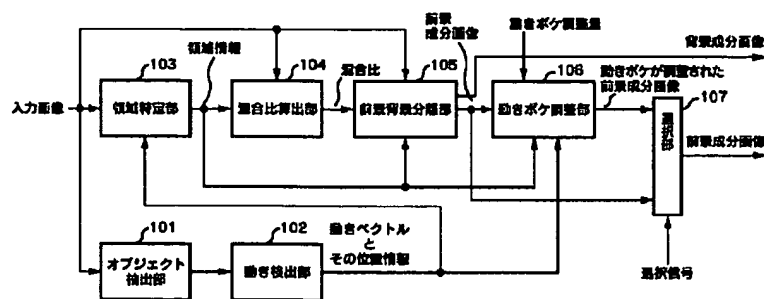 前景
成分画像
動きボケ調整量
背景成分画像
領域情報
103
104
混合比
105
106
動きボケが調整された
前景成分画像
107
入力画像
領域特定部
混合比算出部
前景背景分離部
動きボケ調整部
選択部
前景成分画像
101
102
動きベクトル
と
その位置情報
オブジェクト
検出部
動き検出部
選択信号